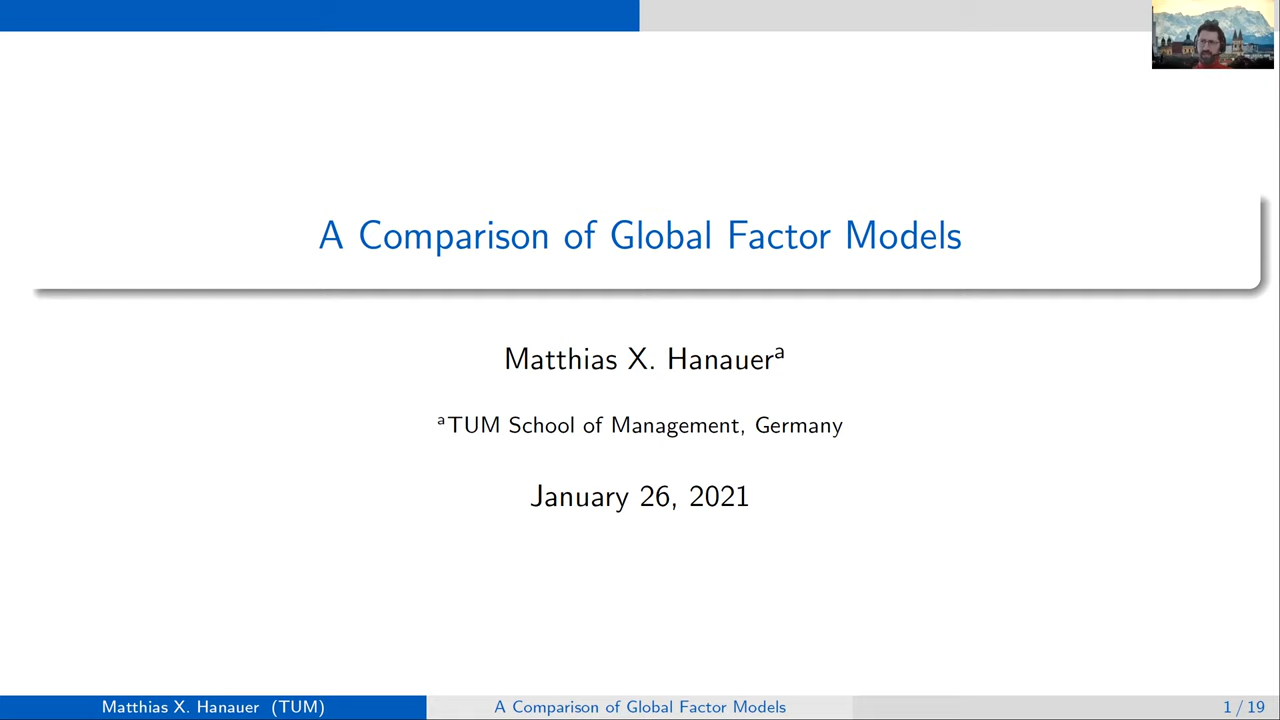 A Comparison of Global Factor Models
Matthias X. Hanauerᵃ
ᵃTUM School of Management, Germany
January 26, 2021
Matthias X. Hanauer (TUM)
A Comparison of Global Factor Models
1 / 19